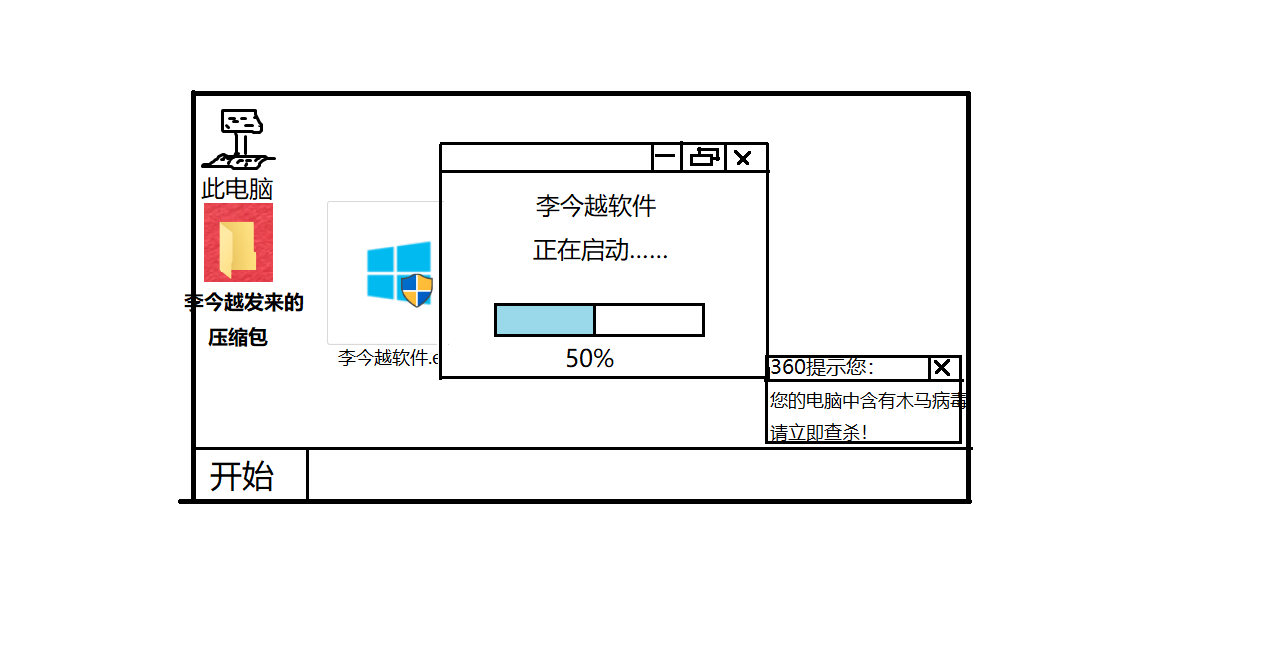 此电脑
李今越发来的
压缩包
李今越软件.e
李今越软件
正在启动......
50%
360提示您：
您的电脑中含有木马病毒
请立即查杀！
开始